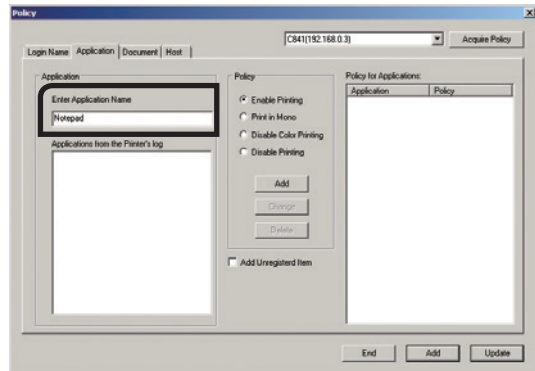 Policy
C841(192.168.0.3)
Acquire Policy
Login Name Application Document Host
Application
Enter Application Name
Notepad
Applications from the Printer's log
Policy
Enable Printing
Print in Mono
Disable Color Printing
Disable Printing
Add
Change
Delete
Add Unregisterd Item
Policy for Applications:
Application Policy
End Add Update